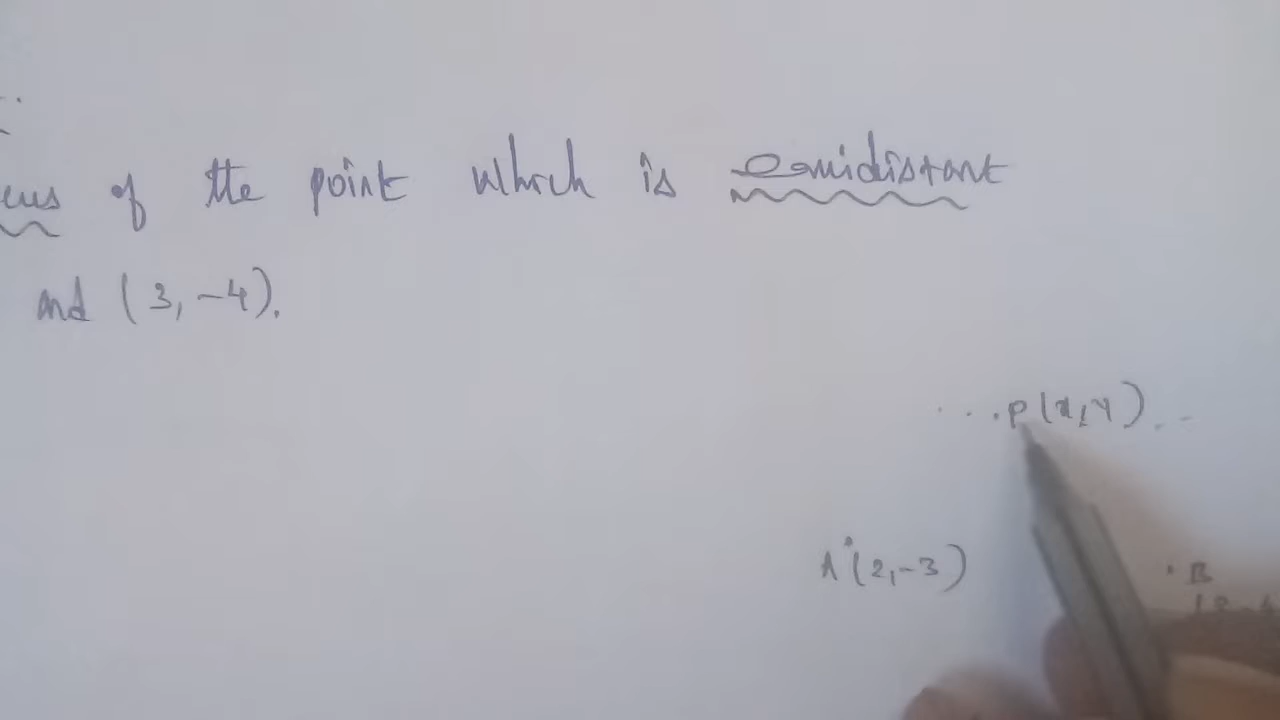 of the point which is equidistant
and (3, -4).
...P(x, y)...
A (2, -3)
B